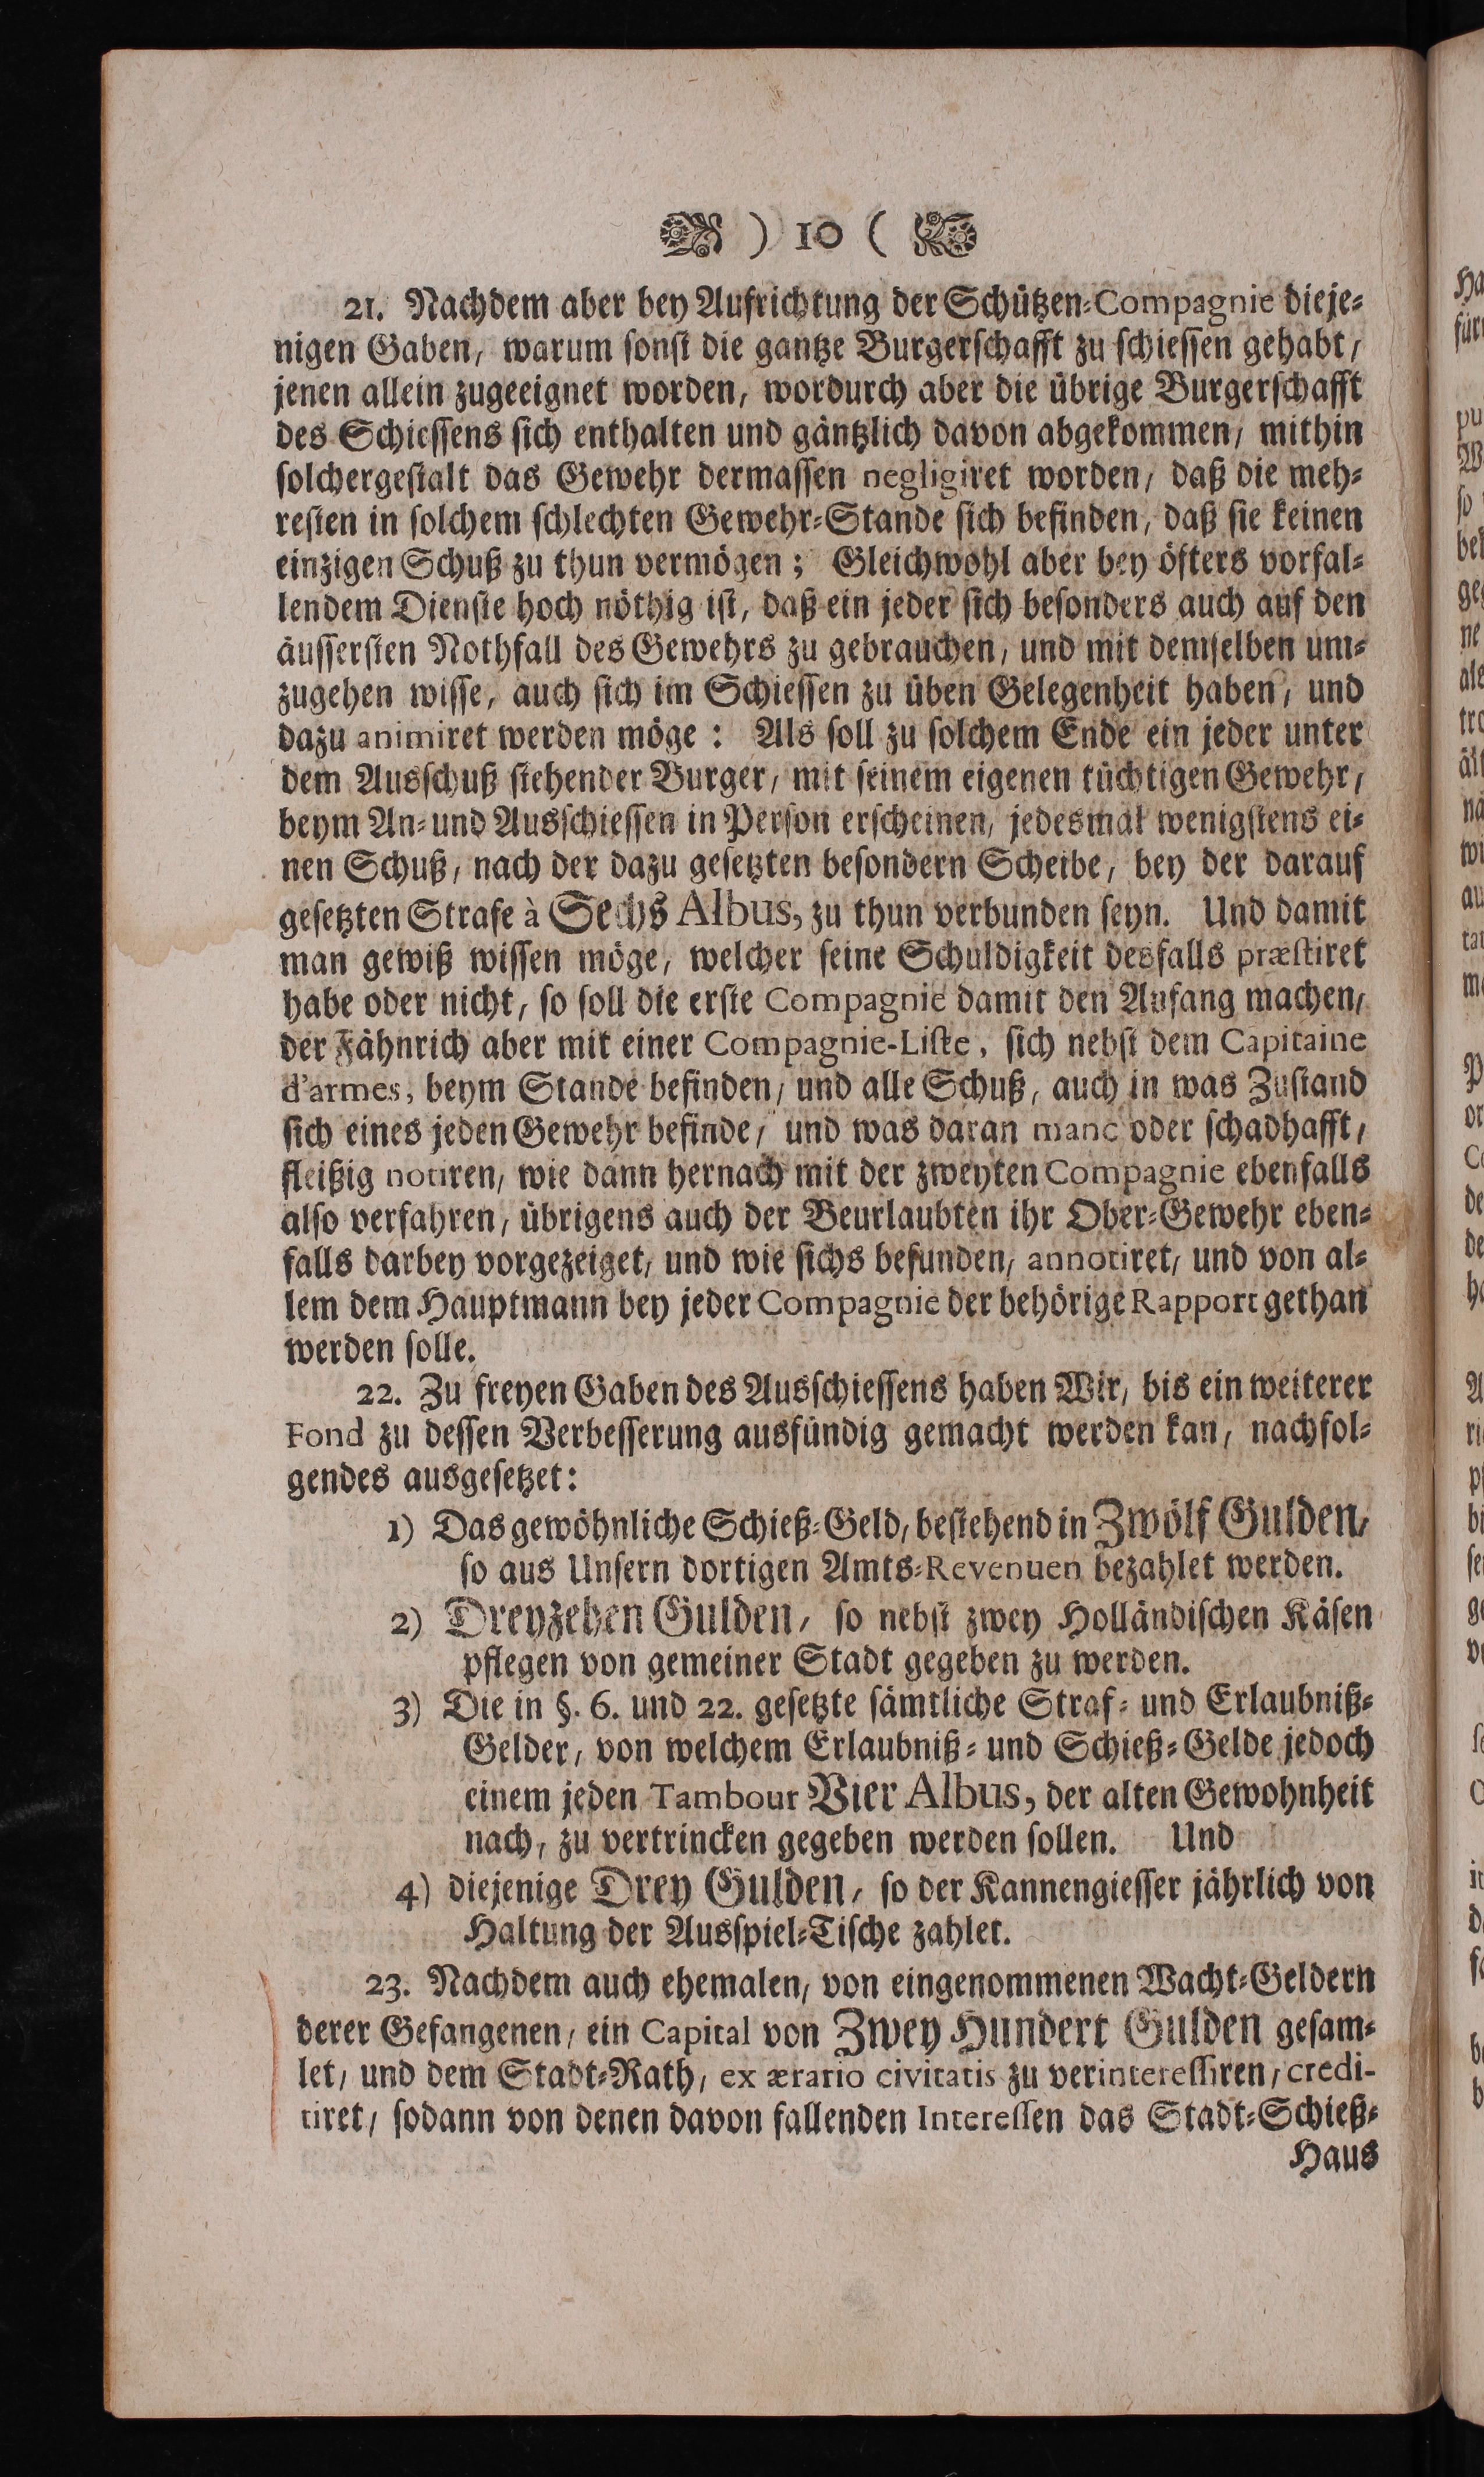 ) 10 (
21. Nachdem aber bey Aufrichtung der Schützen-Compagnie dieje-
nigen Gaben, warum sonst die gantze Burgerschafft zu schiessen gehabt,
jenen allein zugeeignet worden, wordurch aber die übrige Burgerschafft
des Schiessens sich enthalten und gäntzlich davon abgekommen, mithin
solchergestalt das Gewehr dermassen negligiret worden, daß die meh-
resten in solchem schlechten Gewehr-Stande sich befinden, daß sie keinen
einzigen Schuß zu thun vermögen; Gleichwohl aber bey öfters vorfal-
lendem Dienste hoch nöthig ist, daß ein jeder sich besonders auch auf den
äussersten Nothfall des Gewehrs zu gebrauchen, und mit demselben um-
zugehen wisse, auch sich im Schiessen zu üben Gelegenheit haben, und
dazu animiret werden möge: Als soll zu solchem Ende ein jeder unter
dem Ausschuß stehender Burger, mit seinem eigenen tüchtigen Gewehr,
beym An- und Ausschiessen in Person erscheinen, jedesmal wenigstens ei-
nen Schuß, nach der dazu gesetzten besondern Scheibe, bey der darauf
gesetzten Strafe à Sechs Albus, zu thun verbunden seyn. Und damit
man gewiß wissen möge, welcher seine Schuldigkeit desfalls præstiret
habe oder nicht, so soll die erste Compagnie damit den Anfang machen,
der Fähnrich aber mit einer Compagnie-Liste, sich nebst dem Capitaine
d'armes, beym Stande befinden, und alle Schuß, auch in was Zustand
sich eines jeden Gewehr befinde, und was daran manc oder schadhafft,
fleißig notiren, wie dann hernach mit der zweyten Compagnie ebenfalls
also verfahren, übrigens auch der Beurlaubten ihr Ober-Gewehr eben-
falls darbey vorgezeiget, und wie sichs befunden, annotiret, und von al-
lem dem Hauptmann bey jeder Compagnie der behörige Rapport gethan
werden solle.
22. Zu freyen Gaben des Ausschiessens haben Wir, bis ein weiterer
Fond zu dessen Verbesserung ausfündig gemacht werden kan, nachfol-
gendes ausgesetzet:
1) Das gewöhnliche Schieß-Geld, bestehend in Zwölf Gulden,
so aus Unsern dortigen Amts-Revenuen bezahlet werden.
2) Dreyzehen Gulden, so nebst zwey Holländischen Käsen
pflegen von gemeiner Stadt gegeben zu werden.
3) Die in §. 6. und 22. gesetzte sämtliche Straf- und Erlaubniß-
Gelder, von welchem Erlaubniß- und Schieß-Gelde jedoch
einem jeden Tambour Vier Albus, der alten Gewohnheit
nach, zu vertrincken gegeben werden sollen. Und
4) diejenige Drey Gulden, so der Kannengiesser jährlich von
Haltung der Ausspiel-Tische zahlet.
23. Nachdem auch ehemalen, von eingenommenen Wacht-Geldern
derer Gefangenen, ein Capital von Zwey Hundert Gulden gesam-
let, und dem Stadt-Rath, ex ærario civitatis zu verinteressiren, credi-
tiret, sodann von denen davon fallenden Interessen das Stadt-Schieß-
Haus